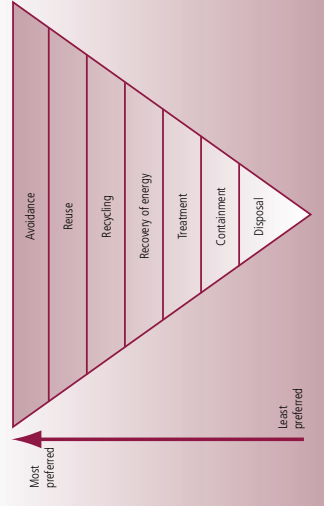 Avoidance
Reuse
Recycling
Recovery of energy
Treatment
Containment
Disposal
Most
preferred
Least
preferred